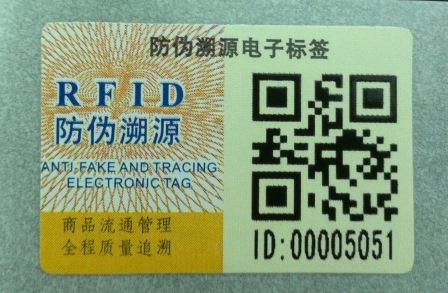 防伪溯源电子标签
RFID
防伪溯源
ANTI FAKE AND TRACING
ELECTRONIC TAG
商品流通管理
全程质量追溯
ID:00005051